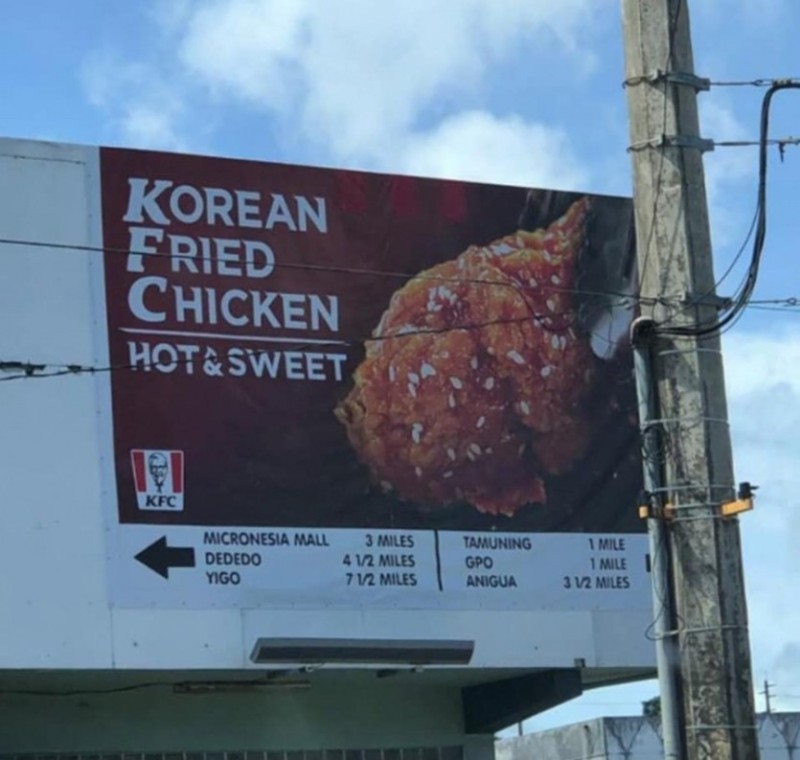 KOREAN
FRIED
CHICKEN
HOT & SWEET
KFC
MICRONESIA MALL 3 MILES
DEDEDO 4 1/2 MILES
YIGO 7 1/2 MILES
TAMUNING 1 MILE
GPO 1 MILE
ANIGUA 3 1/2 MILES